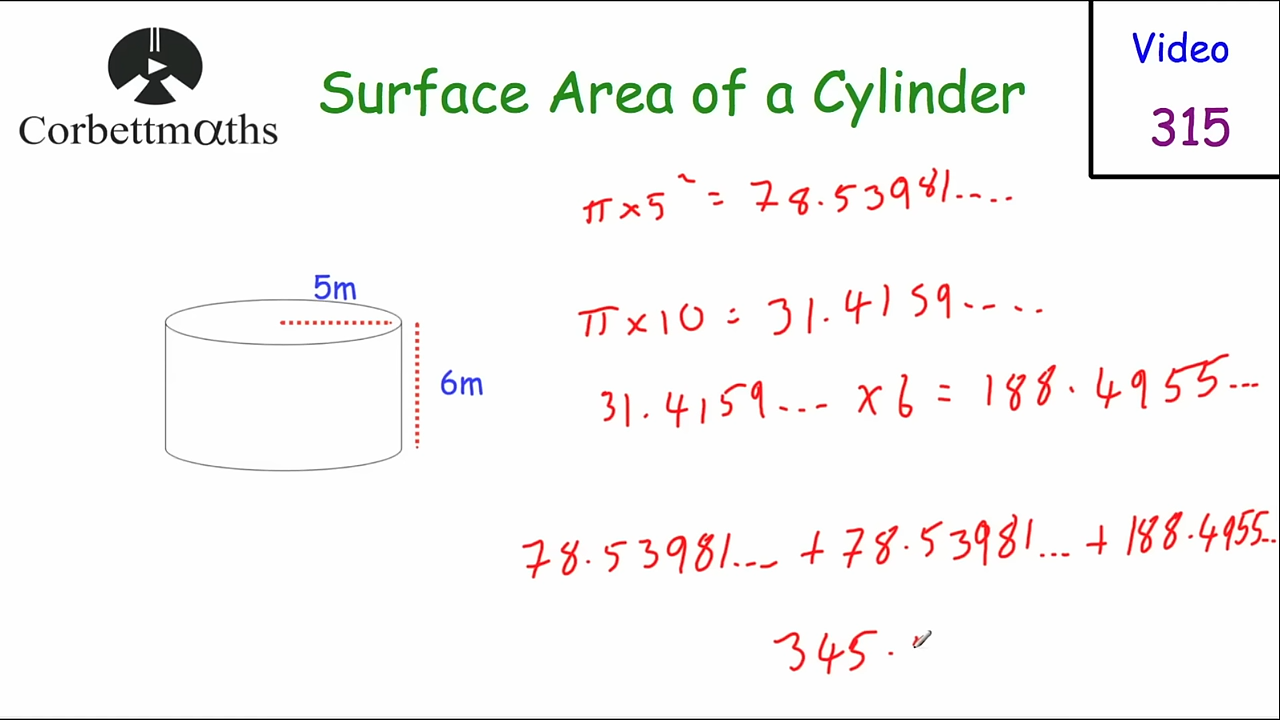 Corbettmαths
Surface Area of a Cylinder
Video
315
π×5² = 78.53981....
5m
π×10 = 31.4159....
6m
31.4159... ×6 = 188.4955...
78.53981... + 78.53981... + 188.4955..
345.